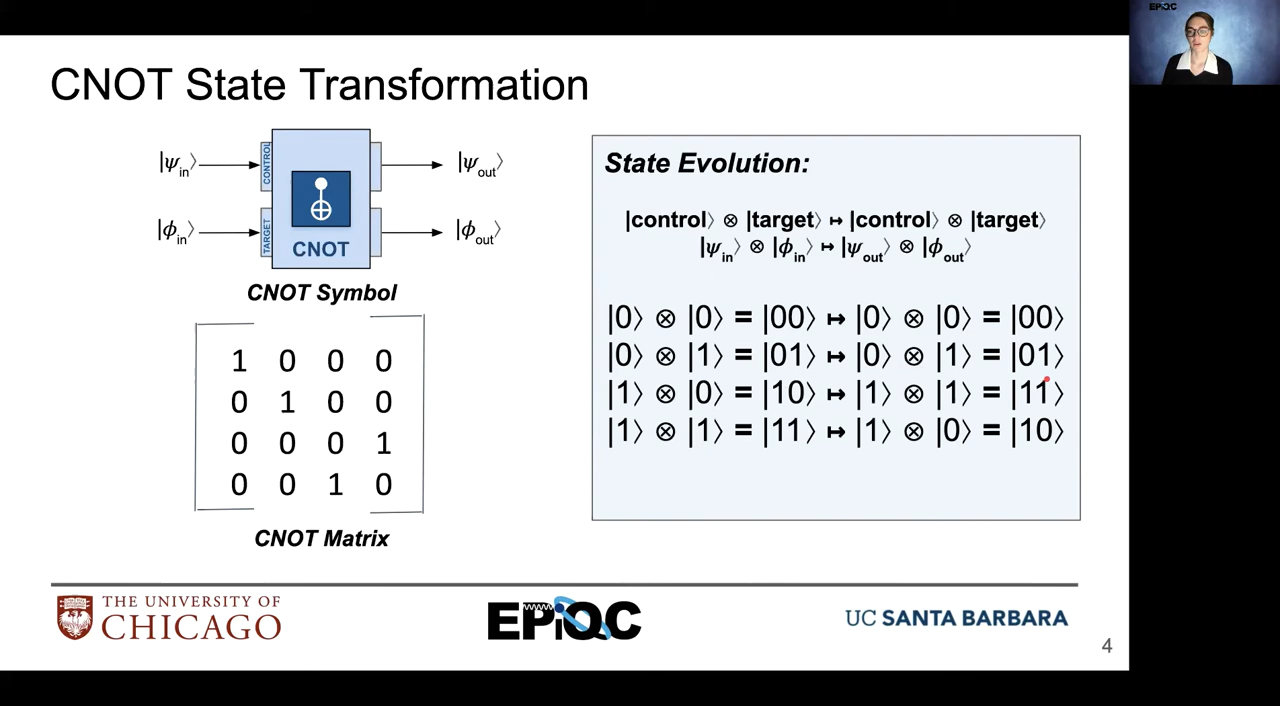 EPiQC
CNOT State Transformation
|ψin⟩
CONTROL
|ψout⟩
|ϕin⟩
TARGET
|ϕout⟩
CNOT
CNOT Symbol
1 0 0 0
0 1 0 0
0 0 0 1
0 0 1 0
CNOT Matrix
State Evolution:
|control⟩ ⊗ |target⟩ ↦ |control⟩ ⊗ |target⟩
|ψin⟩ ⊗ |ϕin⟩ ↦ |ψout⟩ ⊗ |ϕout⟩
|0⟩ ⊗ |0⟩ = |00⟩ ↦ |0⟩ ⊗ |0⟩ = |00⟩
|0⟩ ⊗ |1⟩ = |01⟩ ↦ |0⟩ ⊗ |1⟩ = |01⟩
|1⟩ ⊗ |0⟩ = |10⟩ ↦ |1⟩ ⊗ |1⟩ = |11⟩
|1⟩ ⊗ |1⟩ = |11⟩ ↦ |1⟩ ⊗ |0⟩ = |10⟩
THE UNIVERSITY OF
CHICAGO
EPiQC
UC SANTA BARBARA
4